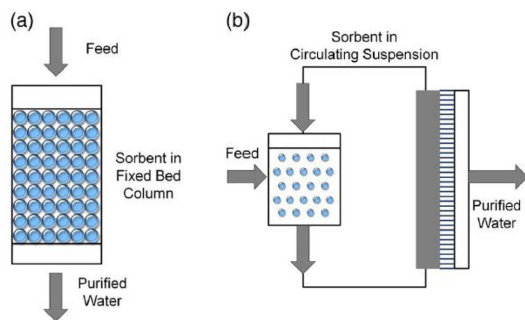 (a)
Feed
Sorbent in
Fixed Bed
Column
Purified
Water
(b)
Sorbent in
Circulating Suspension
Feed
Purified
Water